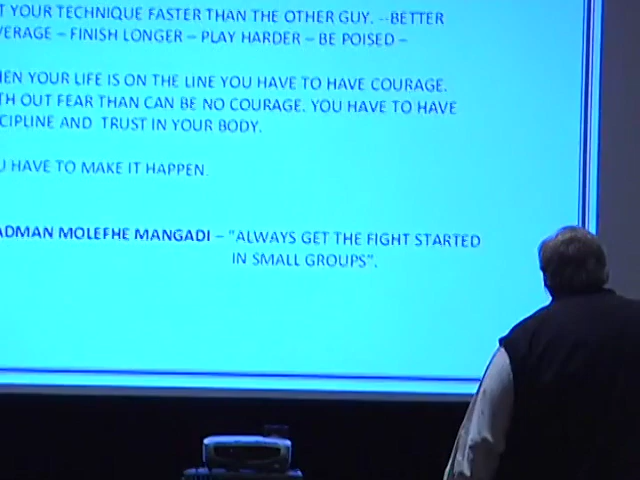 T YOUR TECHNIQUE FASTER THAN THE OTHER GUY. --BETTER
VERAGE – FINISH LONGER – PLAY HARDER – BE POISED –
EN YOUR LIFE IS ON THE LINE YOU HAVE TO HAVE COURAGE.
TH OUT FEAR THAN CAN BE NO COURAGE. YOU HAVE TO HAVE
CIPLINE AND TRUST IN YOUR BODY.
U HAVE TO MAKE IT HAPPEN.
ADMAN MOLEFHE MANGADI – "ALWAYS GET THE FIGHT STARTED
IN SMALL GROUPS".